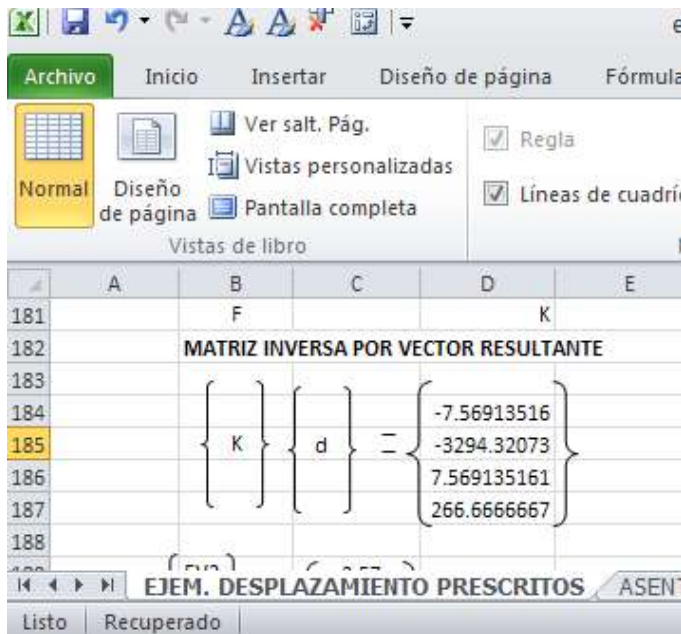 Archivo Inicio Insertar Diseño de página Fórmula
Normal
Diseño de página
Ver salt. Pág.
Vistas personalizadas
Pantalla completa
Regla
Líneas de cuadríc
Vistas de libro
A B C D E
181 F K
182 MATRIZ INVERSA POR VECTOR RESULTANTE
183
184 -7.56913516
185 K d = -3294.32073
186 7.569135161
187 266.6666667
188
EJEM. DESPLAZAMIENTO PRESCRITOS ASENT
Listo Recuperado